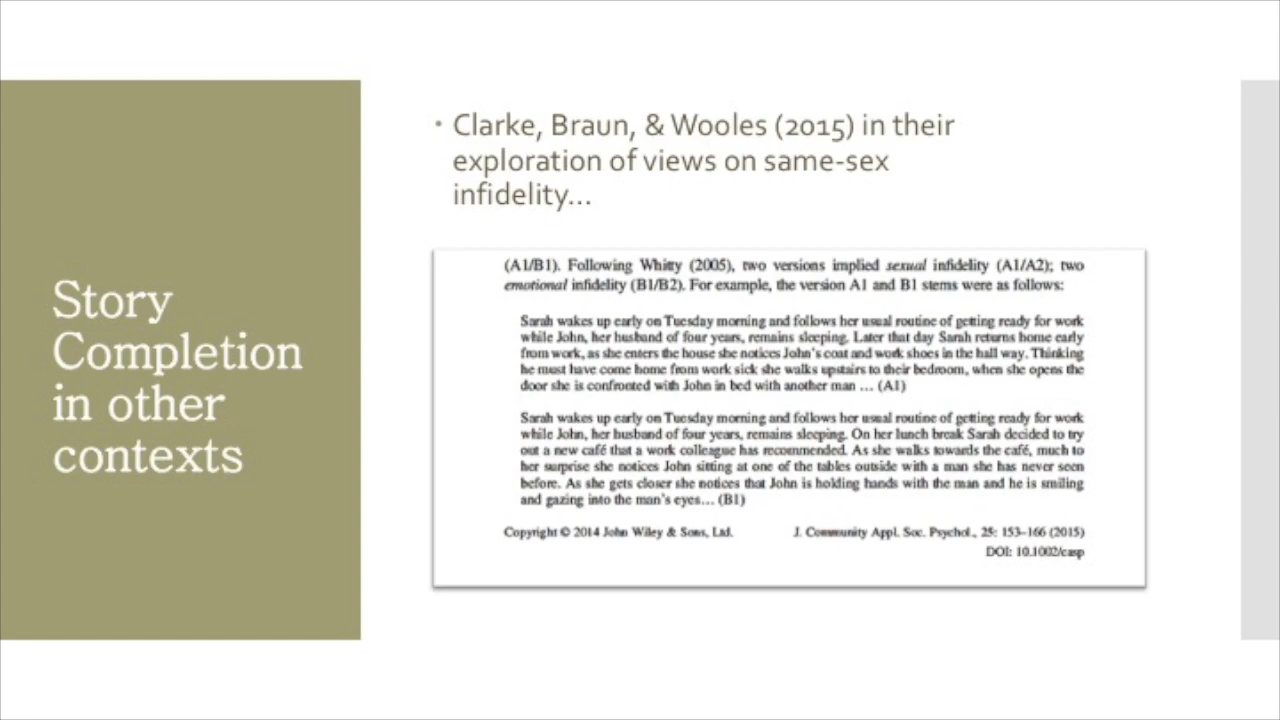 Story
Completion
in other
contexts
• Clarke, Braun, & Wooles (2015) in their
exploration of views on same-sex
infidelity...
(A1/B1). Following Whitty (2005), two versions implied sexual infidelity (A1/A2); two
emotional infidelity (B1/B2). For example, the version A1 and B1 stems were as follows:
Sarah wakes up early on Tuesday morning and follows her usual routine of getting ready for work
while John, her husband of four years, remains sleeping. Later that day Sarah returns home early
from work, as she enters the house she notices John's coat and work shoes in the hall way. Thinking
he must have come home from work sick she walks upstairs to their bedroom, when she opens the
door she is confronted with John in bed with another man ... (A1)
Sarah wakes up early on Tuesday morning and follows her usual routine of getting ready for work
while John, her husband of four years, remains sleeping. On her lunch break Sarah decided to try
out a new café that a work colleague has recommended. As she walks towards the café, much to
her surprise she notices John sitting at one of the tables outside with a man she has never seen
before. As she gets closer she notices that John is holding hands with the man and he is smiling
and gazing into the man's eyes... (B1)
Copyright © 2014 John Wiley & Sons, Ltd.
J. Community Appl. Soc. Psychol., 25: 153–166 (2015)
DOI: 10.1002/casp